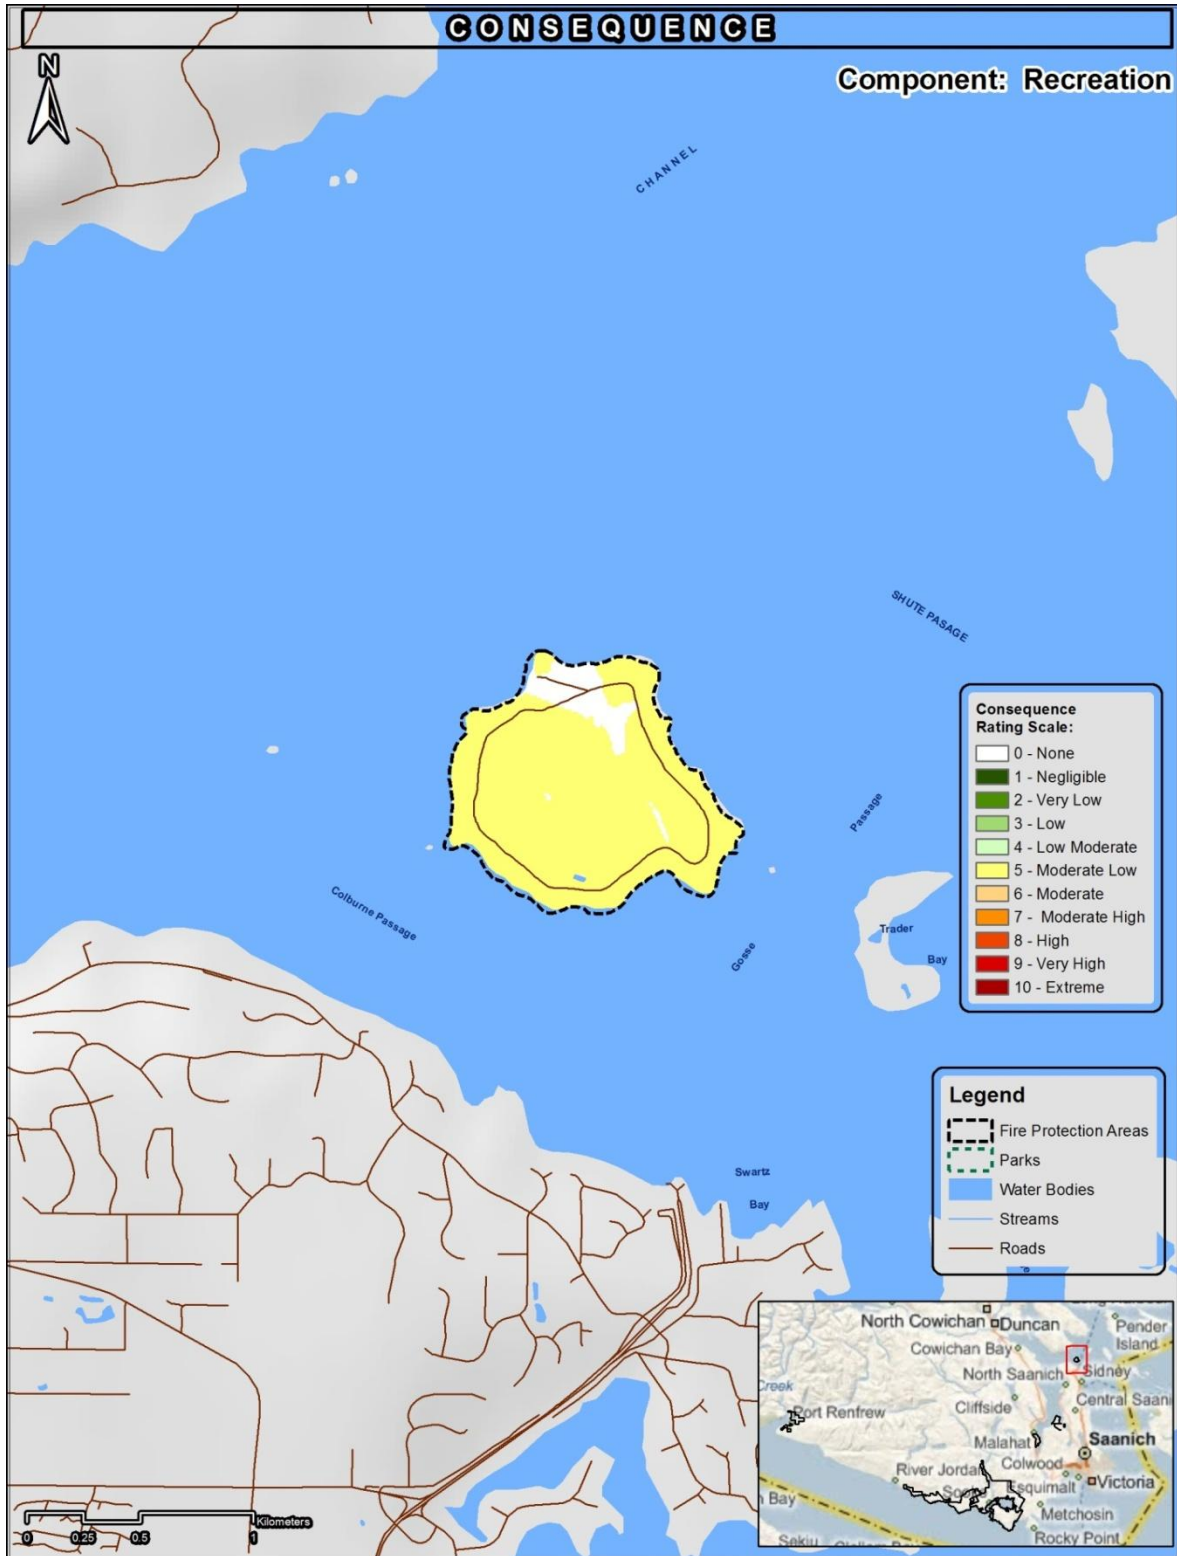 CONSEQUENCE
N
Component: Recreation
CHANNEL
SHUTE PASAGE
Passage
Colburne Passage
Gosse
Trader
Bay
Swartz
Bay
Consequence
Rating Scale:
0 - None
1 - Negligible
2 - Very Low
3 - Low
4 - Low Moderate
5 - Moderate Low
6 - Moderate
7 - Moderate High
8 - High
9 - Very High
10 - Extreme
Legend
Fire Protection Areas
Parks
Water Bodies
Streams
Roads
0 0.25 0.5 1
Kilometers
North Cowichan
Duncan
Pender
Island
Cowichan Bay
North Saanich
Sidney
Creek
Cliffside
Central Saani
Port Renfrew
Malahat
Saanich
River Jordan
Colwood
Sooke
Esquimalt
Victoria
n Bay
Metchosin
Sekiu
Rocky Point